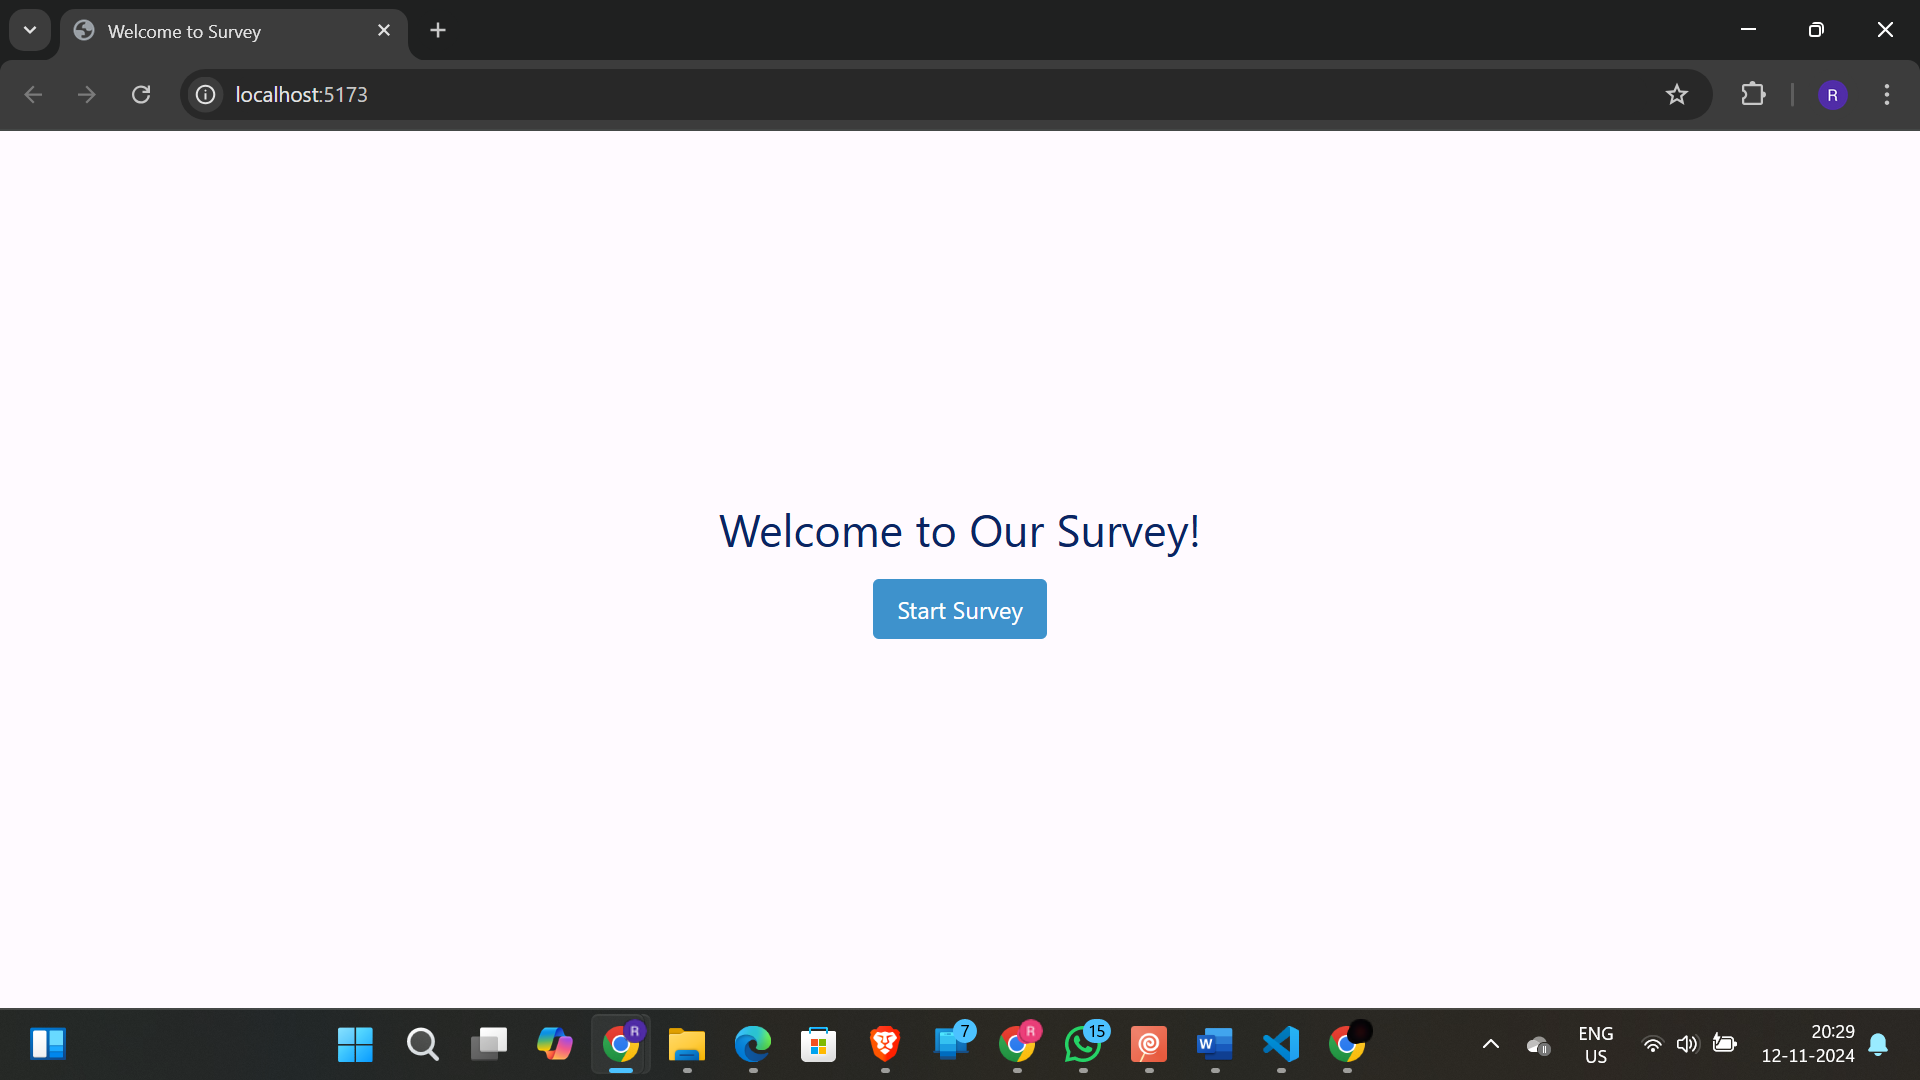 Welcome to Survey
localhost:5173
R
Welcome to Our Survey!
Start Survey
R
7
R
15
W
ENG
US
20:29
12-11-2024